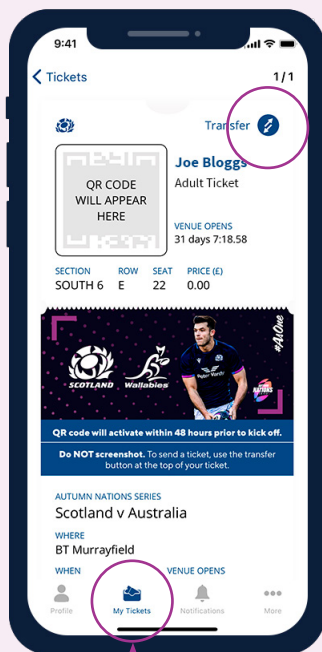 9:41
Tickets
1/1
Transfer
Joe Bloggs
Adult Ticket
QR CODE
WILL APPEAR
HERE
VENUE OPENS
31 days 7:18.58
SECTION ROW SEAT PRICE (£)
SOUTH 6 E 22 0.00
#AsOne
SCOTLAND
Wallabies
NATIONS
QR code will activate within 48 hours prior to kick off.
Do NOT screenshot. To send a ticket, use the transfer
button at the top of your ticket.
AUTUMN NATIONS SERIES
Scotland v Australia
WHERE
BT Murrayfield
WHEN VENUE OPENS
Profile My Tickets Notifications More